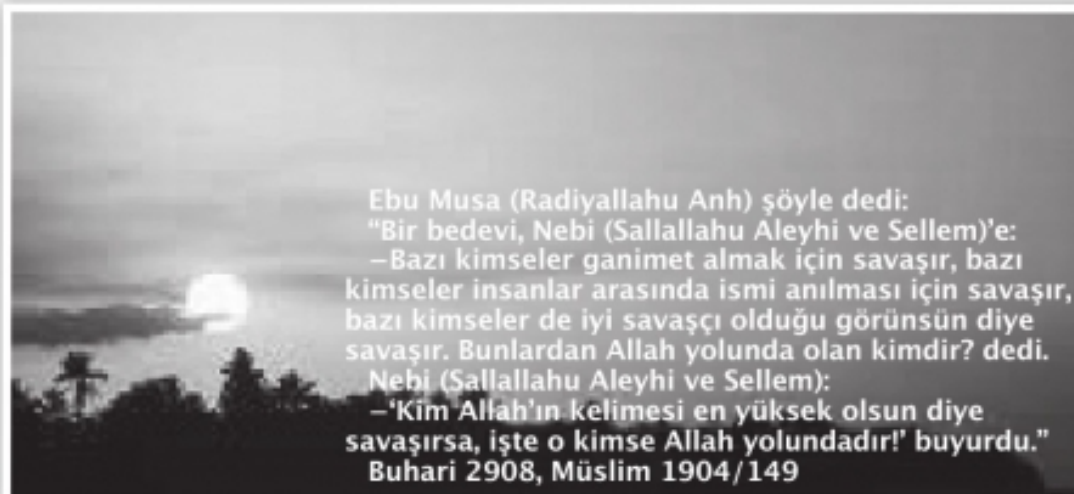 Ebu Musa (Radiyallahu Anh) şöyle dedi:
“Bir bedevi, Nebi (Sallallahu Aleyhi ve Sellem)’e:
–Bazı kimseler ganimet almak için savaşır, bazı
kimseler insanlar arasında ismi anılması için savaşır,
bazı kimseler de iyi savaşçı olduğu görünsün diye
savaşır. Bunlardan Allah yolunda olan kimdir? dedi.
Nebi (Sallallahu Aleyhi ve Sellem):
–‘Kim Allah’ın kelimesi en yüksek olsun diye
savaşırsa, işte o kimse Allah yolundadır!’ buyurdu.”
Buhari 2908, Müslim 1904/149